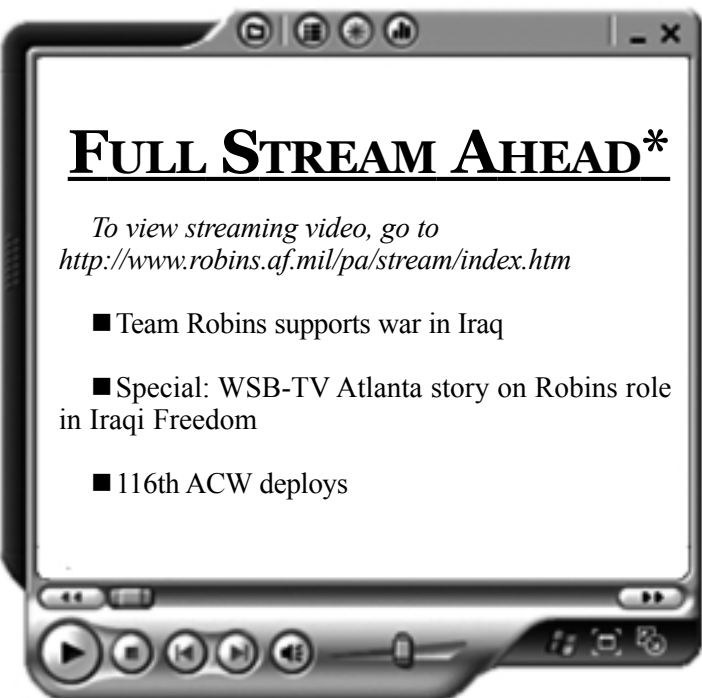 FULL STREAM AHEAD*
To view streaming video, go to
http://www.robins.af.mil/pa/stream/index.htm
■ Team Robins supports war in Iraq
■ Special: WSB-TV Atlanta story on Robins role
in Iraqi Freedom
■ 116th ACW deploys